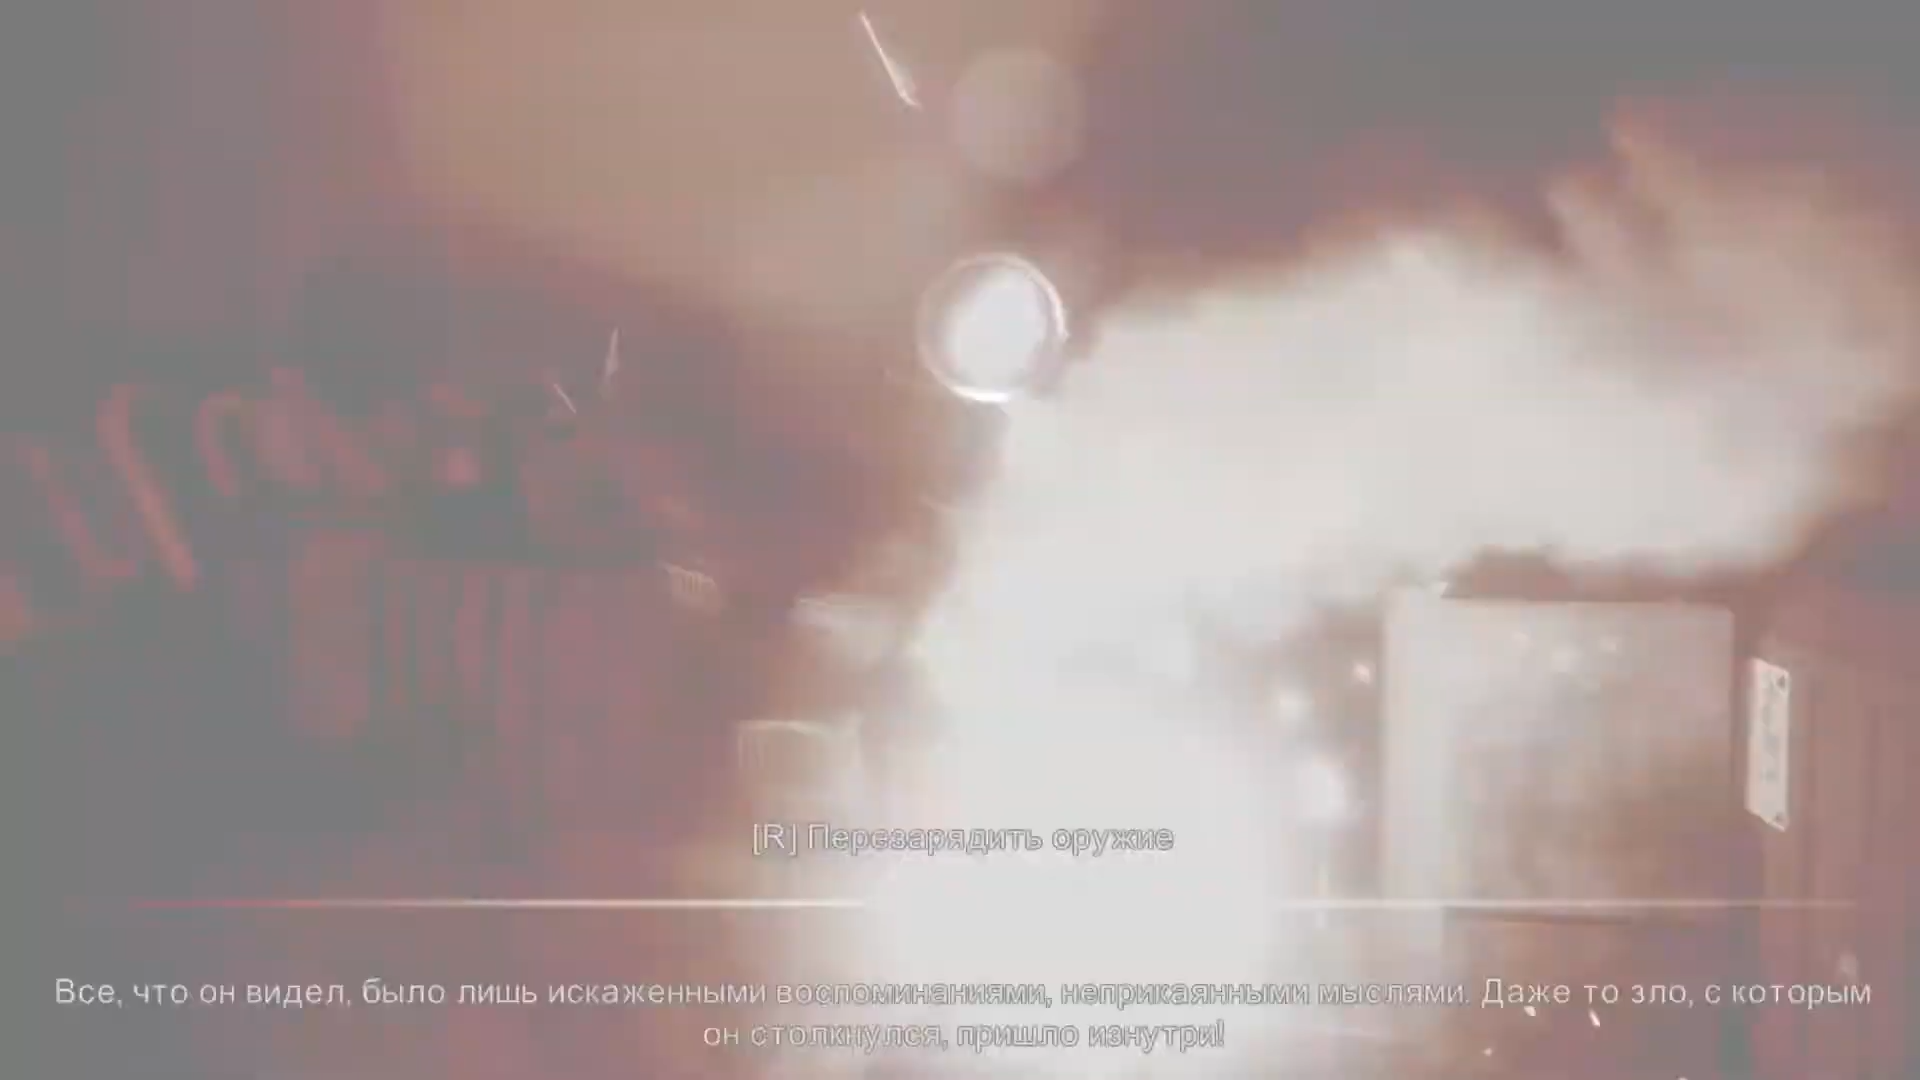 [R] Перезарядить оружие
Все, что он видел, было лишь искаженными воспоминаниями, неприкаянными мыслями. Даже то зло, с которым
он столкнулся, пришло изнутри!